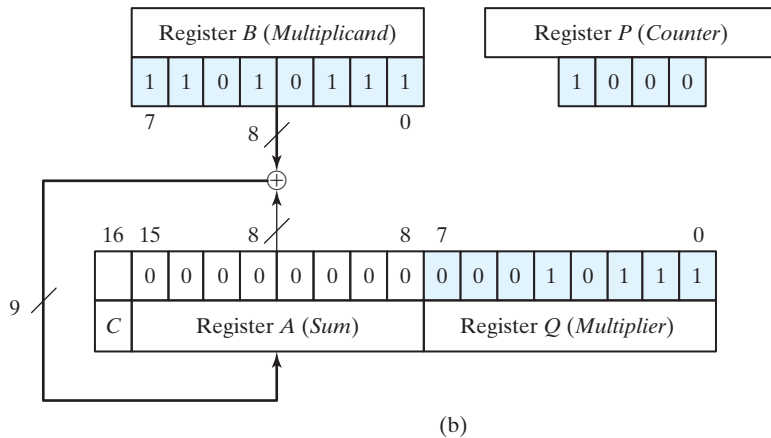 Register B (Multiplicand) Register P (Counter)
1 1 0 1 0 1 1 1 1 0 0 0
7 8 0
16 15 8 8 7 0
0 0 0 0 0 0 0 0 0 0 0 1 0 1 1 1
9
C Register A (Sum) Register Q (Multiplier)
(b)